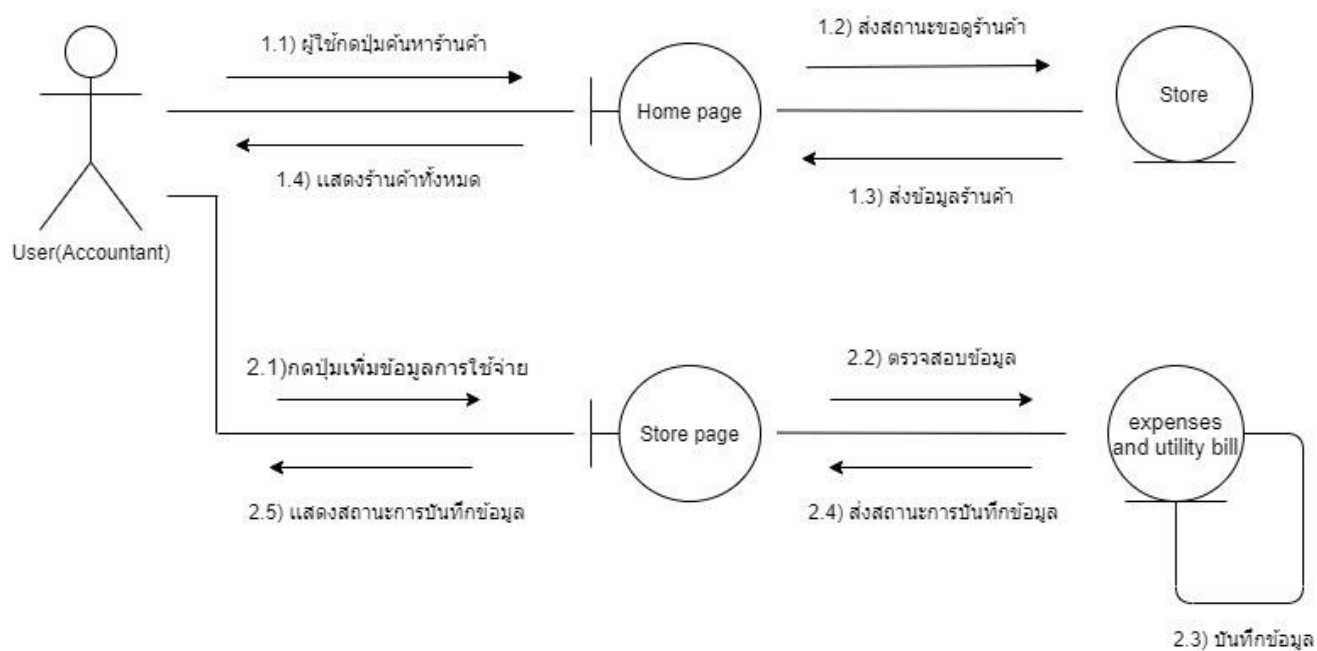 1.1) ผู้ใช้กดปุ่มค้นหาร้านค้า
1.2) ส่งสถานะขอดูร้านค้า
Home page
Store
1.4) แสดงร้านค้าทั้งหมด
1.3) ส่งข้อมูลร้านค้า
User(Accountant)
2.1)กดปุ่มเพิ่มข้อมูลการใช้จ่าย
2.2) ตรวจสอบข้อมูล
Store page
expenses
and utility bill
2.5) แสดงสถานะการบันทึกข้อมูล
2.4) ส่งสถานะการบันทึกข้อมูล
2.3) บันทึกข้อมูล